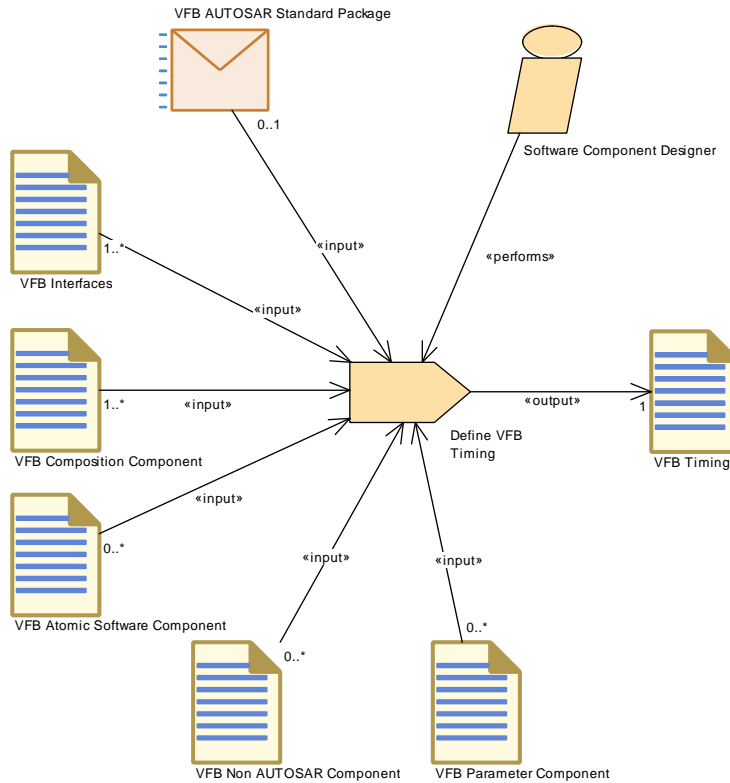 VFB AUTOSAR Standard Package
0..1
Software Component Designer
«input»
«performs»
1..*
VFB Interfaces
«input»
1..*
«input»
VFB Composition Component
«output»
1
Define VFB
Timing
VFB Timing
«input»
0..*
VFB Atomic Software Component
«input»
«input»
0..*
0..*
VFB Non AUTOSAR Component
VFB Parameter Component